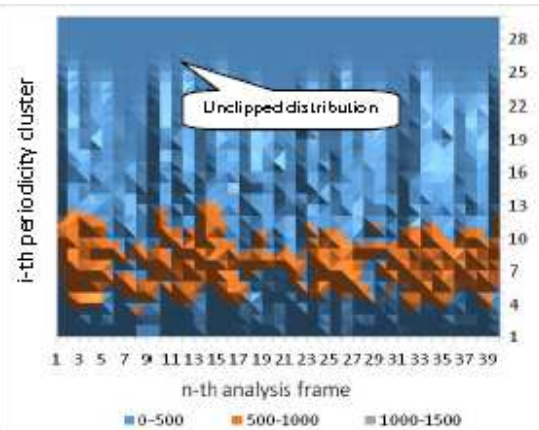 i-th periodicity cluster
Unclipped distribution
28
25
22
19
16
13
10
7
4
1
1 3 5 7 9 11 13 15 17 19 21 23 25 27 29 31 33 35 37 39
n-th analysis frame
0-500 500-1000 1000-1500